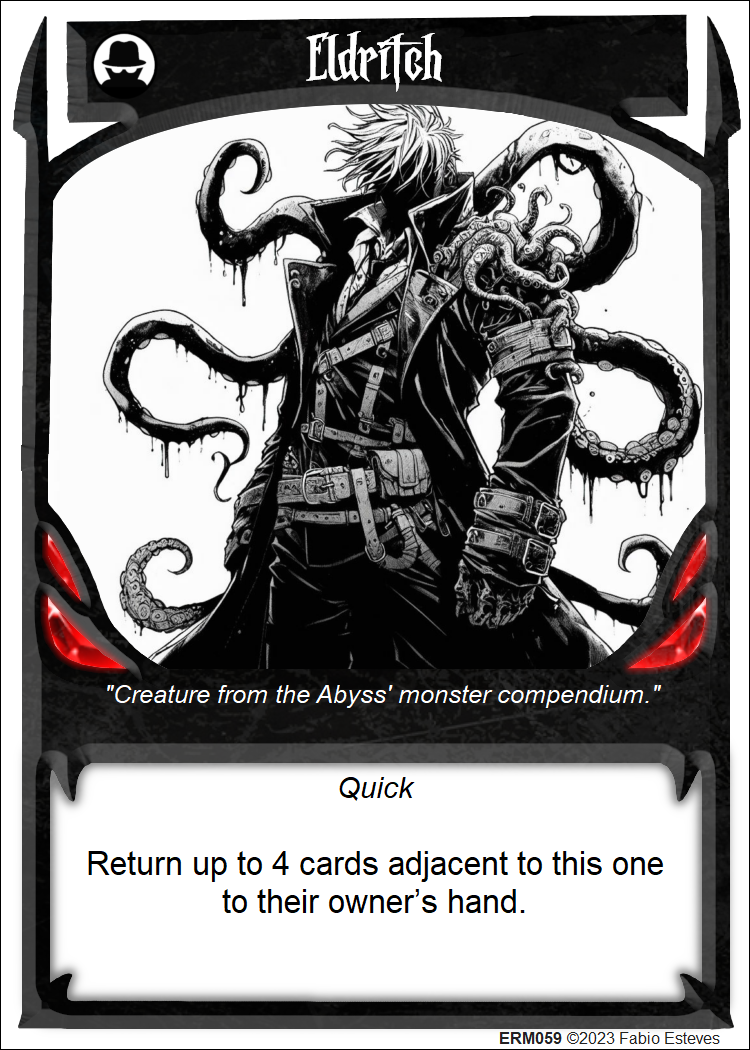 Eldritch
"Creature from the Abyss' monster compendium."
Quick
Return up to 4 cards adjacent to this one
to their owner’s hand.
ERM059 ©2023 Fabio Esteves